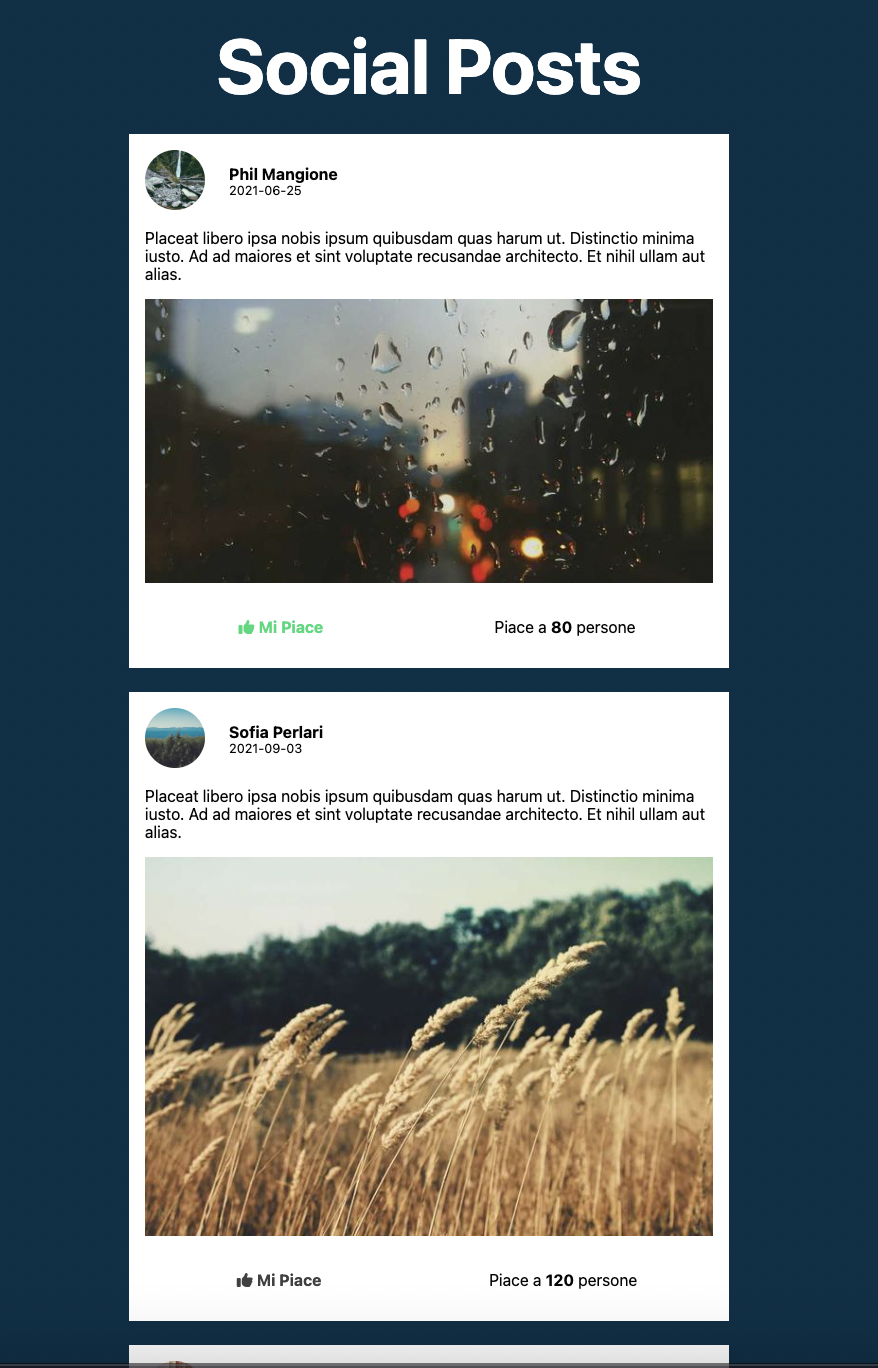 Social Posts
Phil Mangione
2021-06-25
Placeat libero ipsa nobis ipsum quibusdam quas harum ut. Distinctio minima
iusto. Ad ad maiores et sint voluptate recusandae architecto. Et nihil ullam aut
alias.
Mi Piace
Piace a 80 persone
Sofia Perlari
2021-09-03
Placeat libero ipsa nobis ipsum quibusdam quas harum ut. Distinctio minima
iusto. Ad ad maiores et sint voluptate recusandae architecto. Et nihil ullam aut
alias.
Mi Piace
Piace a 120 persone